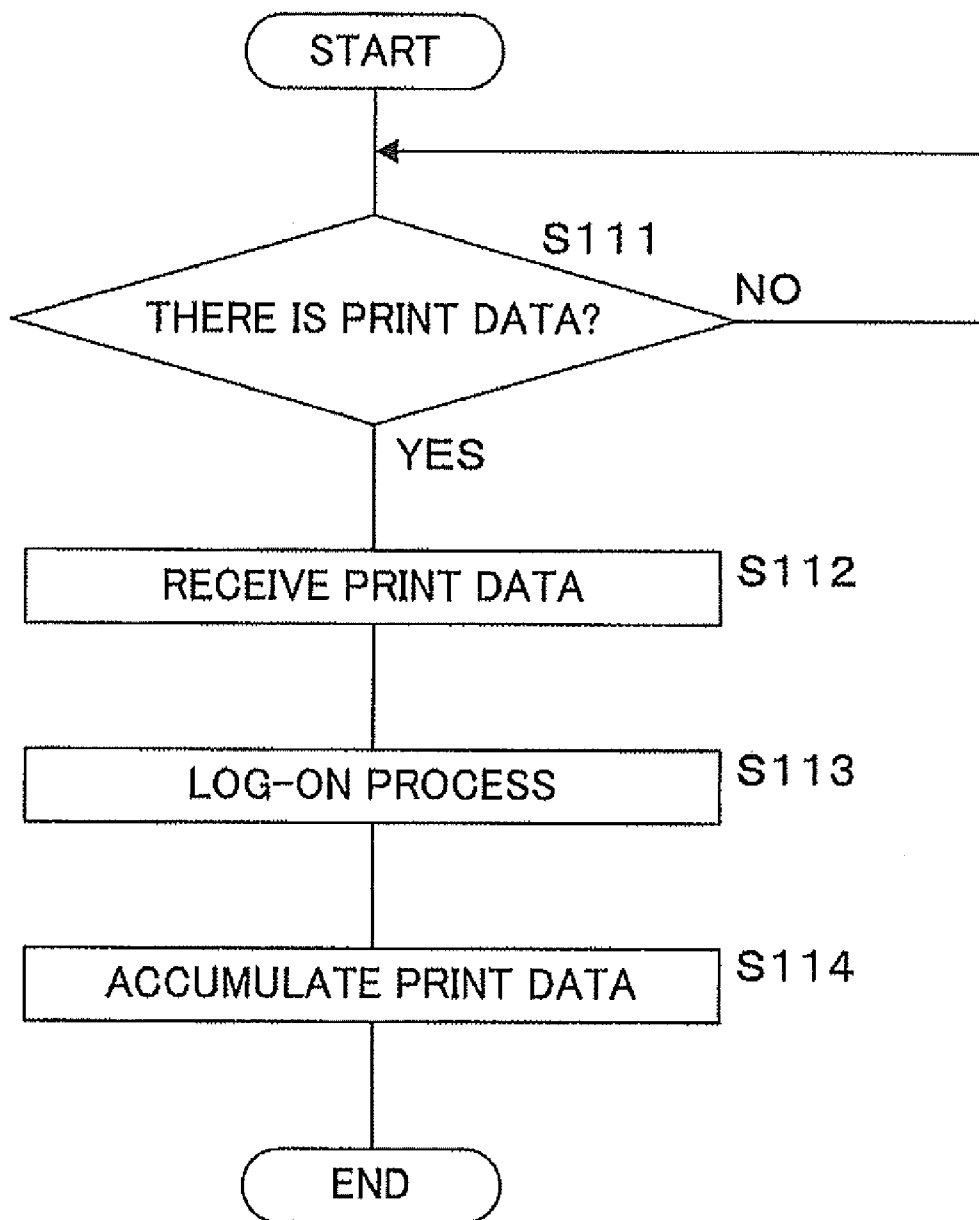 START
S111
THERE IS PRINT DATA?
NO
YES
RECEIVE PRINT DATA
S112
LOG-ON PROCESS
S113
ACCUMULATE PRINT DATA
S114
END